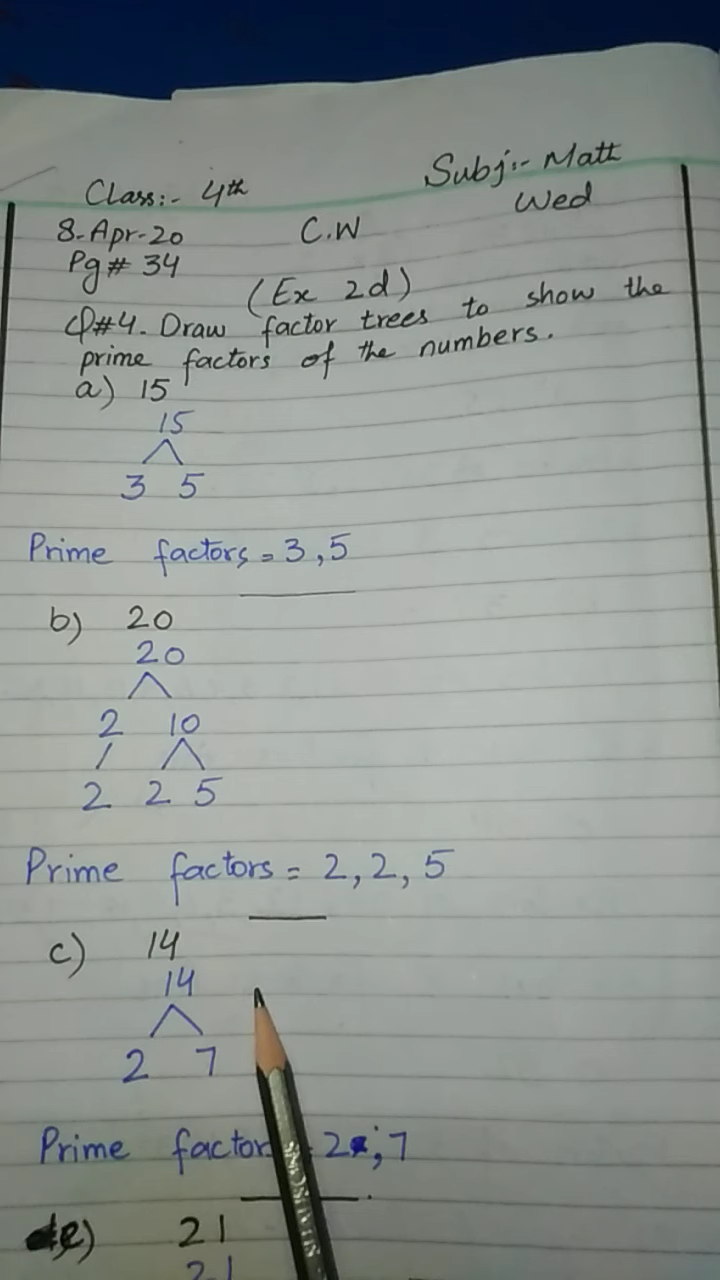 Class:- 4th
Subj:- Math
Wed
8-Apr-20
C.W
Pg# 34
(Ex 2d)
Q#4. Draw factor trees to show the
prime factors of the numbers.
a) 15
15
3 5
Prime factors = 3,5
b) 20
20
2 10
2 2 5
Prime factors = 2, 2, 5
c) 14
14
2 7
Prime factor 2,7
e) 21
21